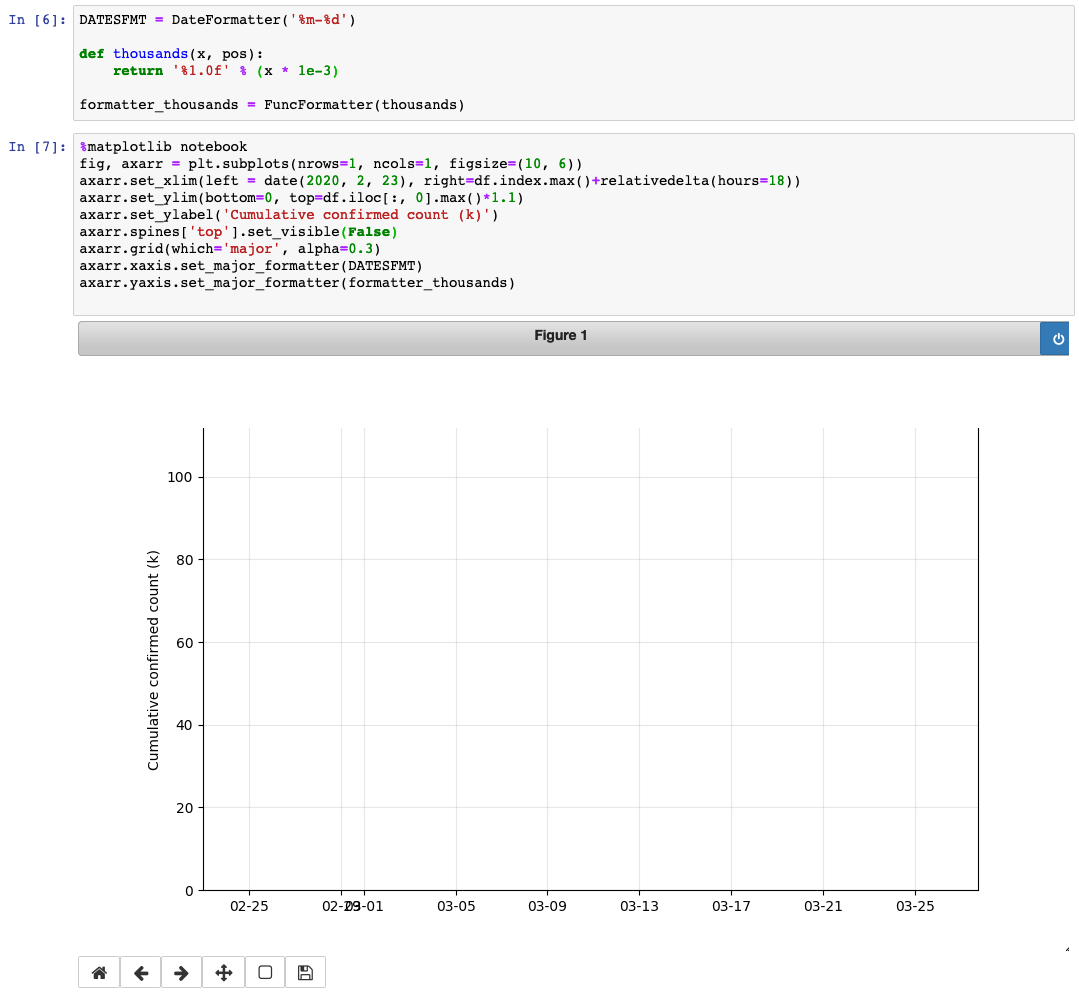 In [6]: DATESFMT = DateFormatter('%m-%d')
def thousands(x, pos):
    return '%1.0f' % (x * 1e-3)
formatter_thousands = FuncFormatter(thousands)
In [7]: %matplotlib notebook
fig, axarr = plt.subplots(nrows=1, ncols=1, figsize=(10, 6))
axarr.set_xlim(left = date(2020, 2, 23), right=df.index.max()+relativedelta(hours=18))
axarr.set_ylim(bottom=0, top=df.iloc[:, 0].max()*1.1)
axarr.set_ylabel('Cumulative confirmed count (k)')
axarr.spines['top'].set_visible(False)
axarr.grid(which='major', alpha=0.3)
axarr.xaxis.set_major_formatter(DATESFMT)
axarr.yaxis.set_major_formatter(formatter_thousands)
Figure 1
Cumulative confirmed count (k)
100
80
60
40
20
0
02-25 02-29 03-01 03-05 03-09 03-13 03-17 03-21 03-25